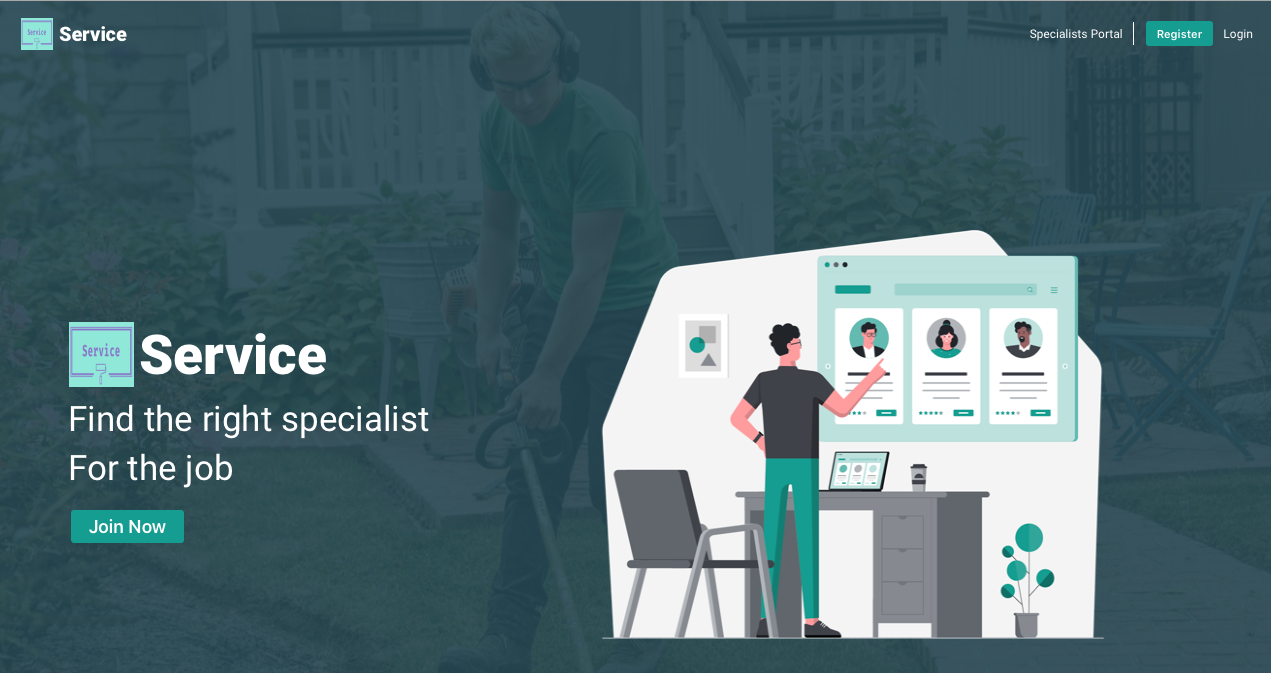 Service
Service
Specialists Portal
Register
Login
Service
Service
Find the right specialist
For the job
Join Now